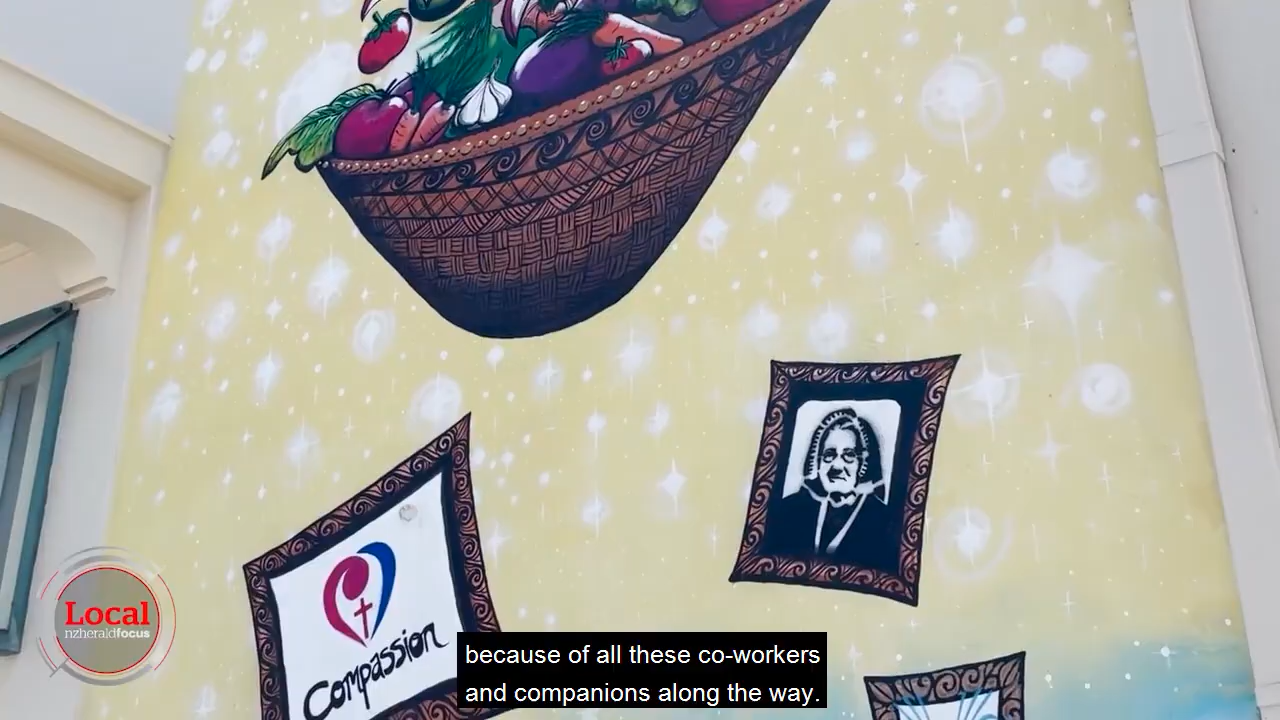 compassion
Local
nzheraldfocus
because of all these co-workers
and companions along the way.